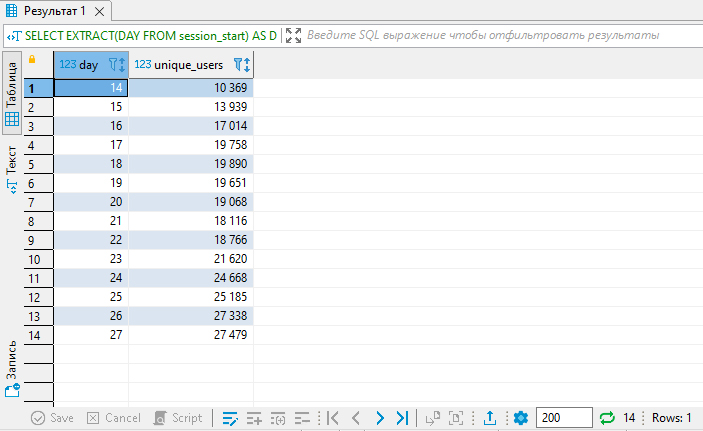 Результат 1
SELECT EXTRACT(DAY FROM session_start) AS D
Введите SQL выражение чтобы отфильтровать результаты
Таблица
Текст
Запись
123 day 123 unique_users
1 14 10 369
2 15 13 939
3 16 17 014
4 17 19 758
5 18 19 890
6 19 19 651
7 20 19 068
8 21 18 116
9 22 18 766
10 23 21 620
11 24 24 668
12 25 25 185
13 26 27 338
14 27 27 479
Save Cancel Script 200 14 Rows: 1